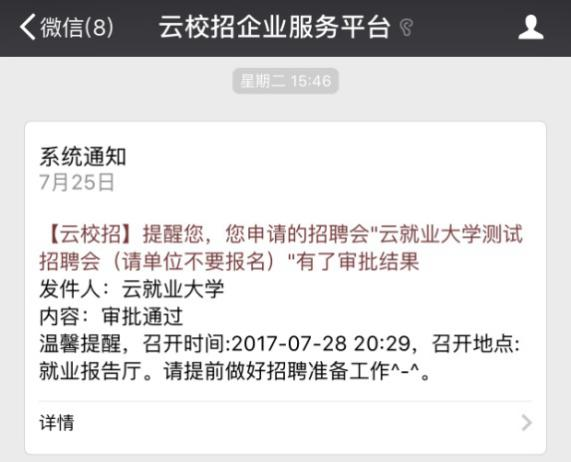 微信(8)
云校招企业服务平台
星期二 15:46
系统通知
7月25日
【云校招】提醒您，您申请的招聘会"云就业大学测试
招聘会（请单位不要报名）"有了审批结果
发件人：云就业大学
内容：审批通过
温馨提醒，召开时间:2017-07-28 20:29，召开地点:
就业报告厅。请提前做好招聘准备工作^-^。
详情